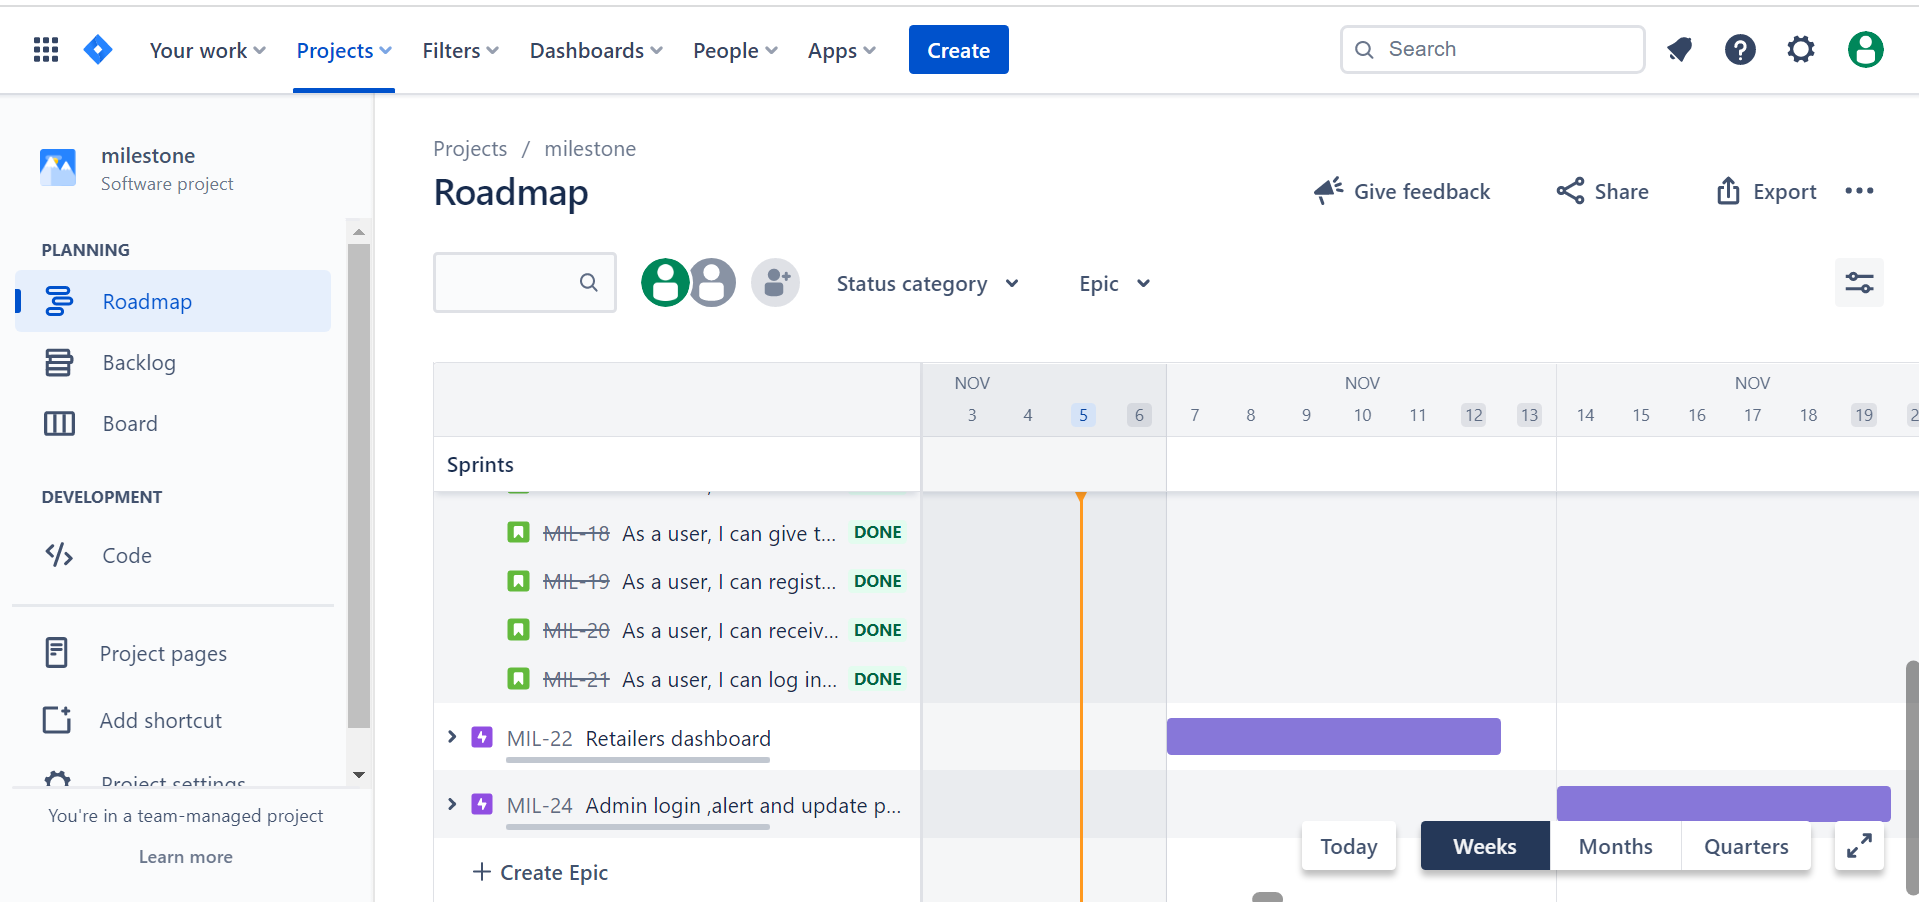 Your work Projects Filters Dashboards People Apps Create Search
milestone
Software project
PLANNING
Roadmap
Backlog
Board
DEVELOPMENT
Code
Project pages
Add shortcut
Project settings
You're in a team-managed project
Learn more
Projects / milestone
Roadmap
Give feedback Share Export
Status category Epic
NOV NOV NOV
3 4 5 6 7 8 9 10 11 12 13 14 15 16 17 18 19
Sprints
MIL-18 As a user, I can give t... DONE
MIL-19 As a user, I can regist... DONE
MIL-20 As a user, I can receiv... DONE
MIL-21 As a user, I can log in... DONE
MIL-22 Retailers dashboard
MIL-24 Admin login ,alert and update p...
Create Epic
Today Weeks Months Quarters